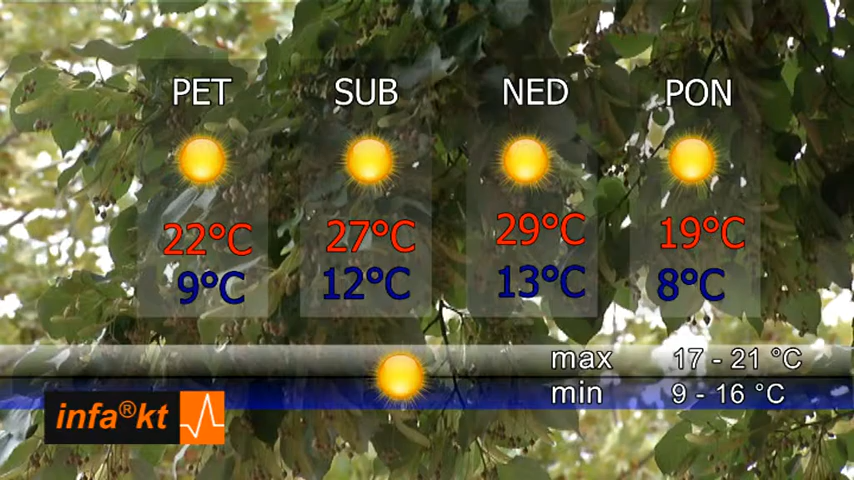 PET SUB NED PON
22°C 27°C 29°C 19°C
9°C 12°C 13°C 8°C
max 17 - 21 °C
min 9 - 16 °C
infa®kt